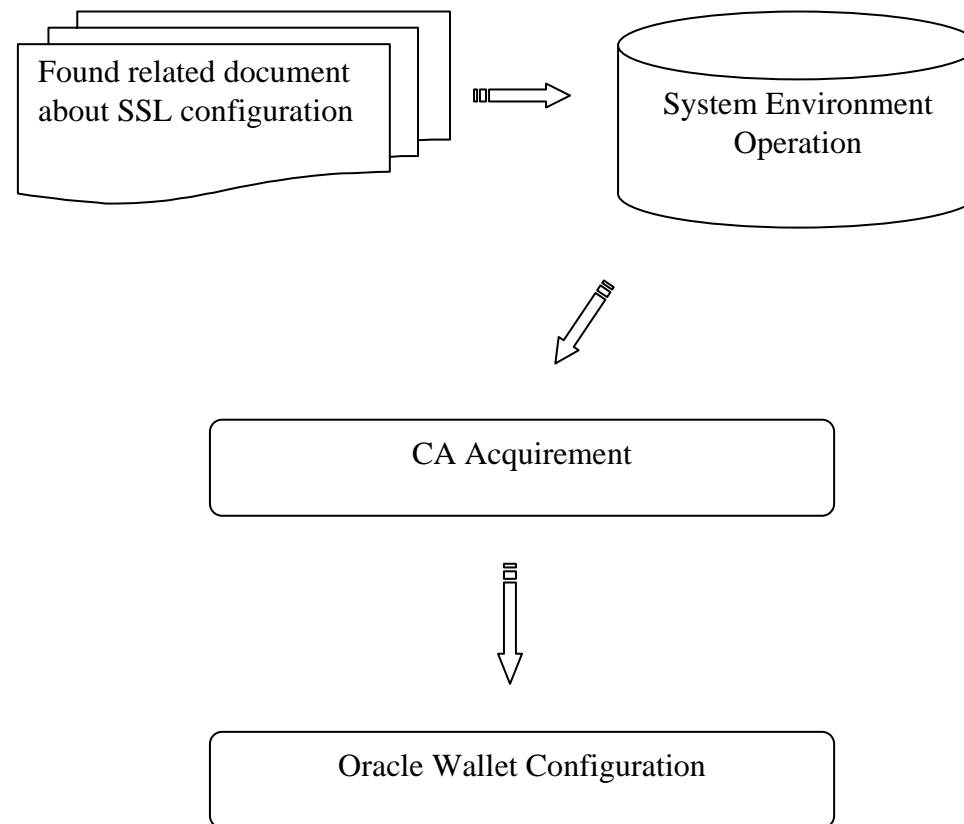 Found related document
about SSL configuration
System Environment
Operation
CA Acquirement
Oracle Wallet Configuration